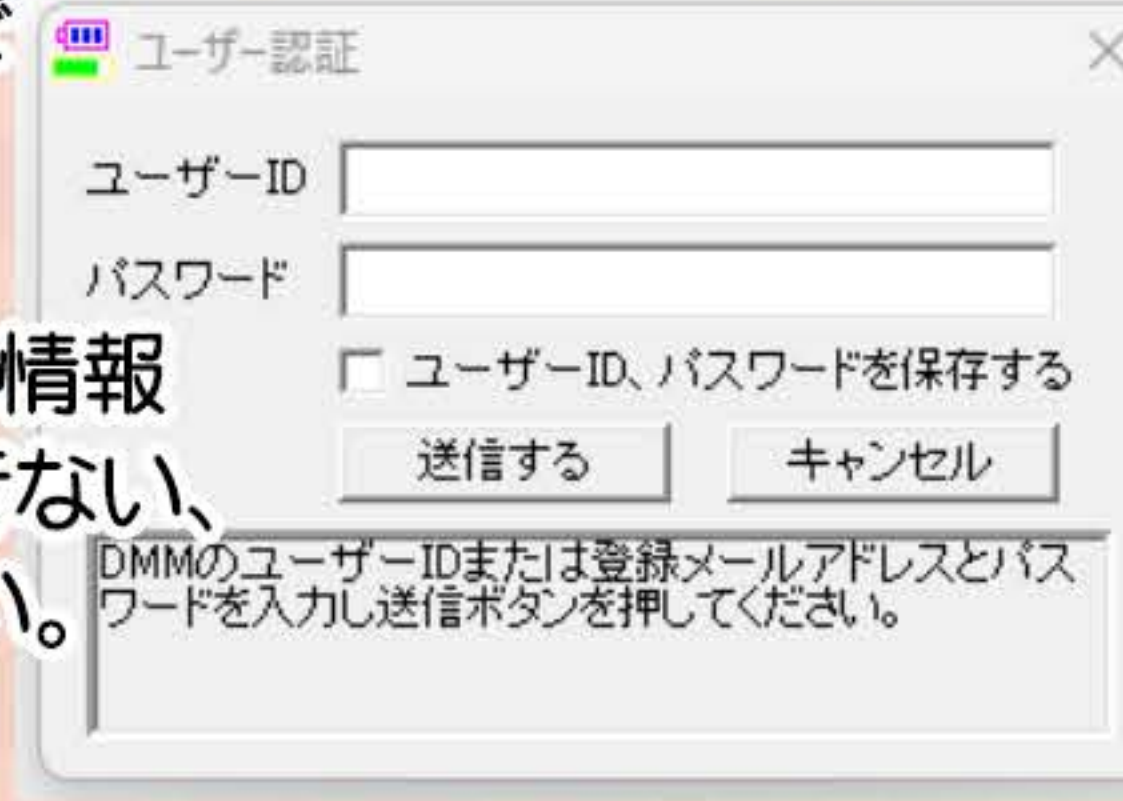 ユーザー認証
ユーザーID
パスワード
情報
ユーザーID、パスワードを保存する
送信する
キャンセル
ない、
DMMのユーザーIDまたは登録メールアドレスとパス
ワードを入力し送信ボタンを押してください。
い。